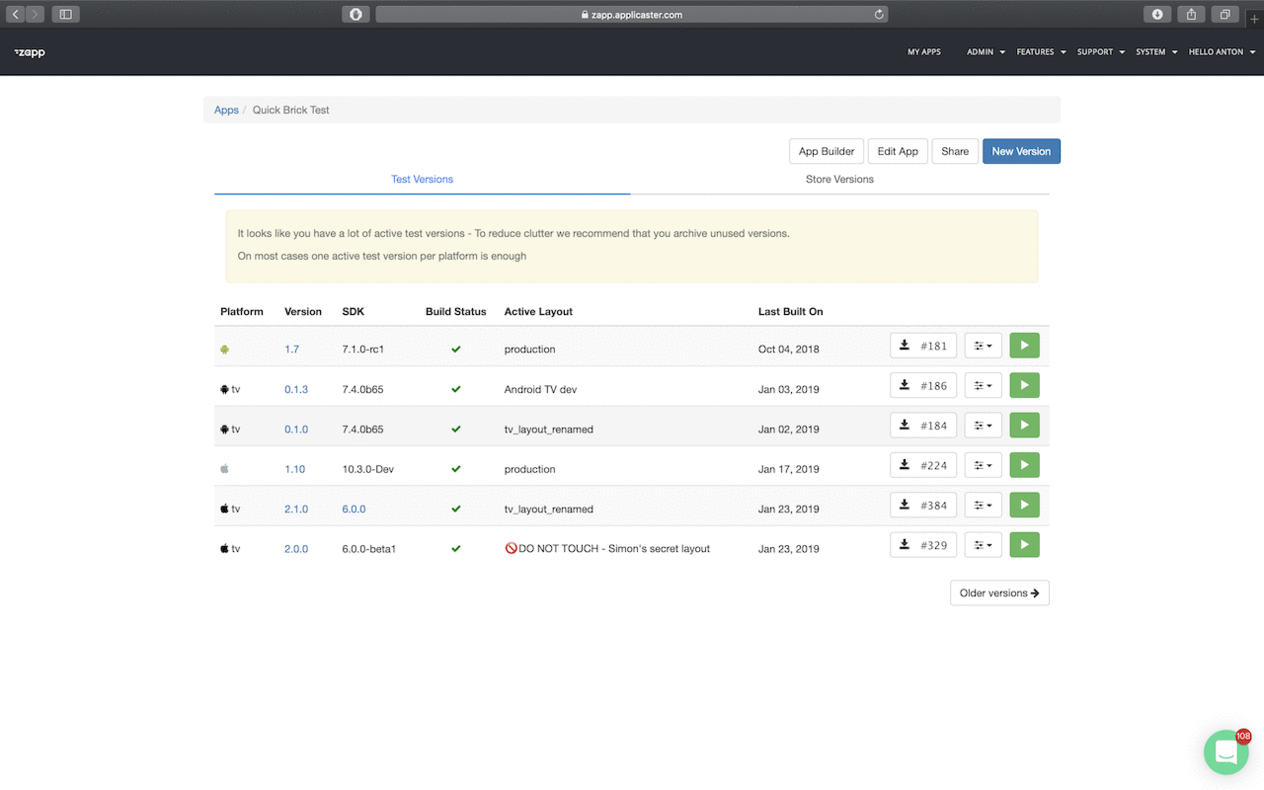 zapp.applicaster.com
zapp
MY APPS ADMIN FEATURES SUPPORT SYSTEM HELLO ANTON
Apps / Quick Brick Test
App Builder Edit App Share New Version
Test Versions Store Versions
It looks like you have a lot of active test versions - To reduce clutter we recommend that you archive unused versions.
On most cases one active test version per platform is enough
Platform Version SDK Build Status Active Layout Last Built On
1.7 7.1.0-rc1 production Oct 04, 2018 #181
tv 0.1.3 7.4.0b65 Android TV dev Jan 03, 2019 #186
tv 0.1.0 7.4.0b65 tv_layout_renamed Jan 02, 2019 #184
1.10 10.3.0-Dev production Jan 17, 2019 #224
tv 2.1.0 6.0.0 tv_layout_renamed Jan 23, 2019 #384
tv 2.0.0 6.0.0-beta1 🚫DO NOT TOUCH - Simon's secret layout Jan 23, 2019 #329
Older versions →
108